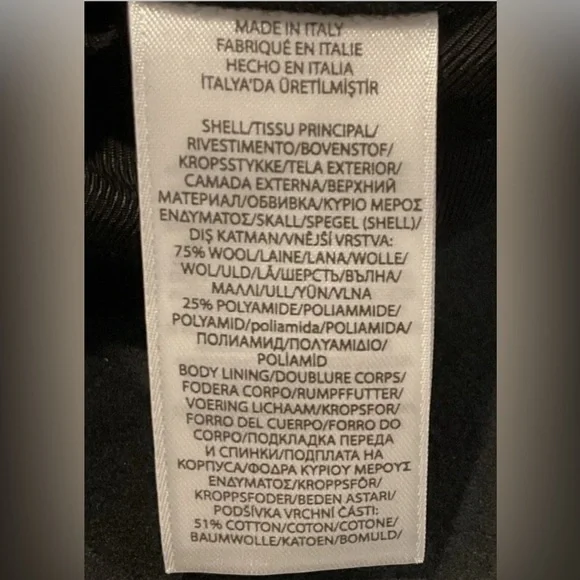 MADE IN ITALY
FABRIQUÉ EN ITALIE
HECHO EN ITALIA
İTALYA'DA ÜRETİLMİŞTİR
SHELL/TISSU PRINCIPAL/
RIVESTIMENTO/BOVENSTOF/
KROPSSTYKKE/TELA EXTERIOR/
CAMADA EXTERNA/ВЕРХНИЙ
МАТЕРИАЛ/ОБВИВКА/ΚΥΡΙΟ ΜΕΡΟΣ
ΕΝΔΥΜΑΤΟΣ/SKALL/SPEGEL (SHELL)/
DIŞ KATMAN/VNĚJŠÍ VRSTVA:
75% WOOL/LAINE/LANA/WOLLE/
WOL/ULD/LÃ/ШЕРСТЬ/ВЪЛНА/
ΜΑΛΛΙ/ULL/YÜN/VLNA
25% POLYAMIDE/POLIAMMIDE/
POLYAMID/poliamida/POLIAMIDA/
ПОЛИАМИД/ΠΟΛΥΑΜΙΔΙΟ/
POLİAMİD
BODY LINING/DOUBLURE CORPS/
FODERA CORPO/RUMPFFUTTER/
VOERING LICHAAM/KROPSFOR/
FORRO DEL CUERPO/FORRO DO
CORPO/ПОДКЛАДКА ПЕРЕДА
И СПИНКИ/ПОДПЛАТА НА
КОРПУСА/ΦΟΔΡΑ ΚΥΡΙΟΥ ΜΕΡΟΥΣ
ΕΝΔΥΜΑΤΟΣ/KROPPSFÔR/
KROPPSFODER/BEDEN ASTARI/
PODŠÍVKA VRCHNÍ ČÁSTI:
51% COTTON/COTON/COTONE/
BAUMWOLLE/KATOEN/BOMULD/